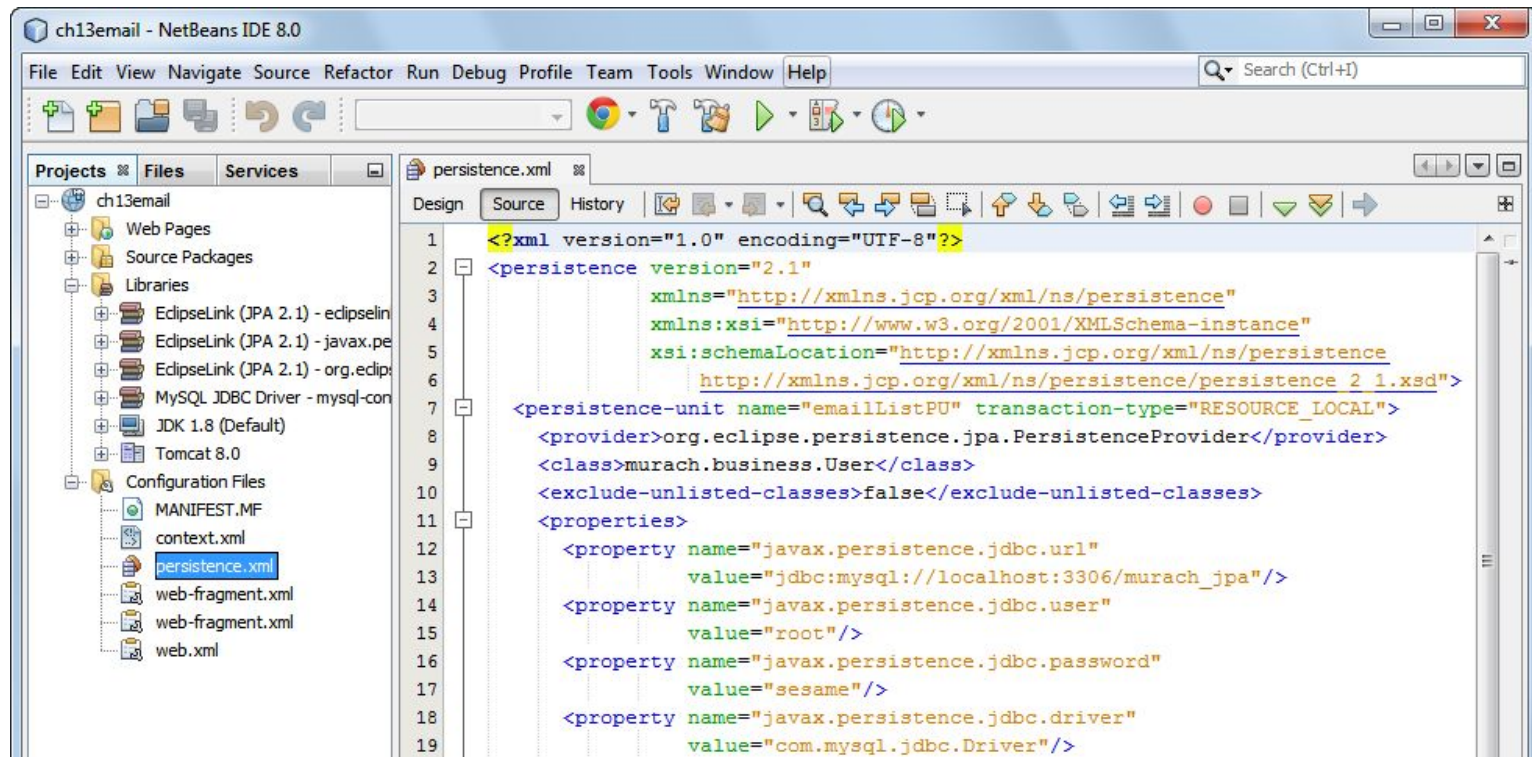 ch13email - NetBeans IDE 8.0
File Edit View Navigate Source Refactor Run Debug Profile Team Tools Window Help
Search (Ctrl+I)
Projects Files Services
ch13email
Web Pages
Source Packages
Libraries
EclipseLink (JPA 2.1) - eclipselin
EclipseLink (JPA 2.1) - javax.pe
EclipseLink (JPA 2.1) - org.eclips
MySQL JDBC Driver - mysql-con
JDK 1.8 (Default)
Tomcat 8.0
Configuration Files
MANIFEST.MF
context.xml
persistence.xml
web-fragment.xml
web-fragment.xml
web.xml
persistence.xml
Design Source History
1 <?xml version="1.0" encoding="UTF-8"?>
2 <persistence version="2.1"
3 xmlns="http://xmlns.jcp.org/xml/ns/persistence"
4 xmlns:xsi="http://www.w3.org/2001/XMLSchema-instance"
5 xsi:schemaLocation="http://xmlns.jcp.org/xml/ns/persistence
6 http://xmlns.jcp.org/xml/ns/persistence/persistence_2_1.xsd">
7 <persistence-unit name="emailListPU" transaction-type="RESOURCE_LOCAL">
8 <provider>org.eclipse.persistence.jpa.PersistenceProvider</provider>
9 <class>murach.business.User</class>
10 <exclude-unlisted-classes>false</exclude-unlisted-classes>
11 <properties>
12 <property name="javax.persistence.jdbc.url"
13 value="jdbc:mysql://localhost:3306/murach_jpa"/>
14 <property name="javax.persistence.jdbc.user"
15 value="root"/>
16 <property name="javax.persistence.jdbc.password"
17 value="sesame"/>
18 <property name="javax.persistence.jdbc.driver"
19 value="com.mysql.jdbc.Driver"/>